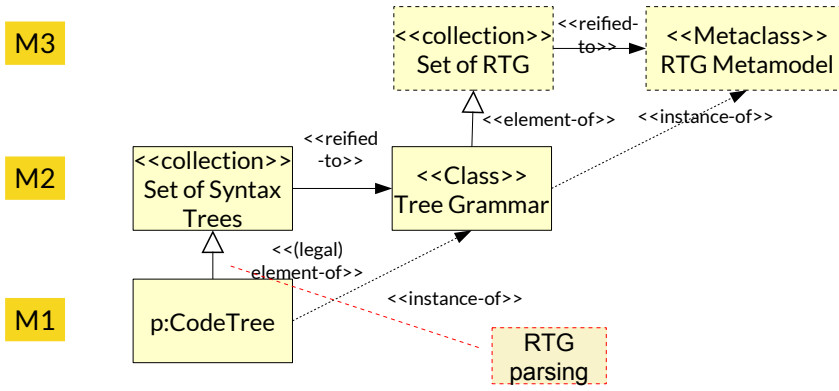 M3
<<collection>>
Set of RTG
<<reified-
to>>
<<Metaclass>>
RTG Metamodel
<<element-of>>
<<instance-of>>
M2
<<collection>>
Set of Syntax
Trees
<<reified
-to>>
<<Class>>
Tree Grammar
<<(legal)
element-of>>
M1
p:CodeTree
<<instance-of>>
RTG
parsing